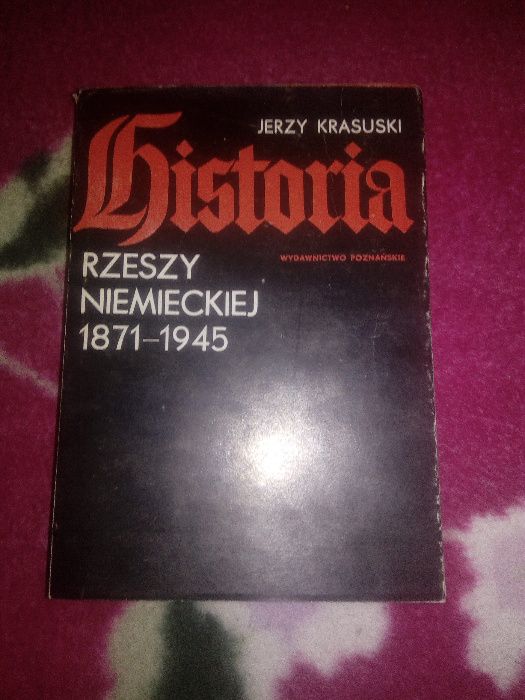 JERZY KRASUSKI
Historia
WYDAWNICTWO POZNAŃSKIE
RZESZY
NIEMIECKIEJ
1871–1945